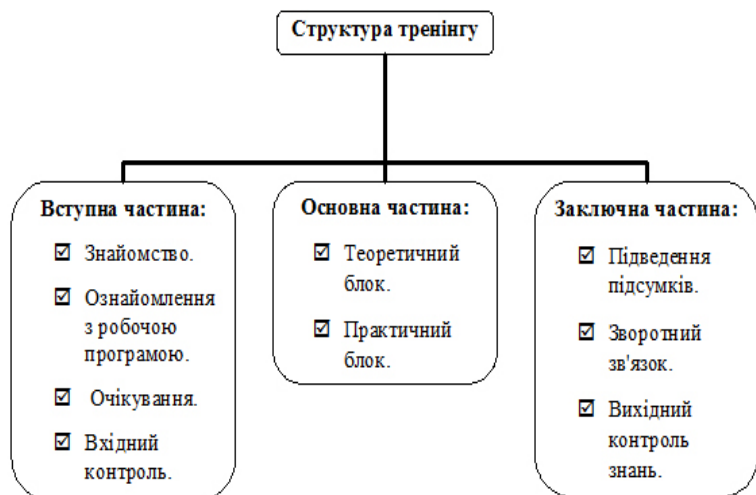 Структура тренінгу
Вступна частина:
Знайомство.
Ознайомлення
з робочою
програмою.
Очікування.
Вхідний
контроль.
Основна частина:
Теоретичний
блок.
Практичний
блок.
Заключна частина:
Підведення
підсумків.
Зворотний
зв'язок.
Вихідний
контроль
знань.